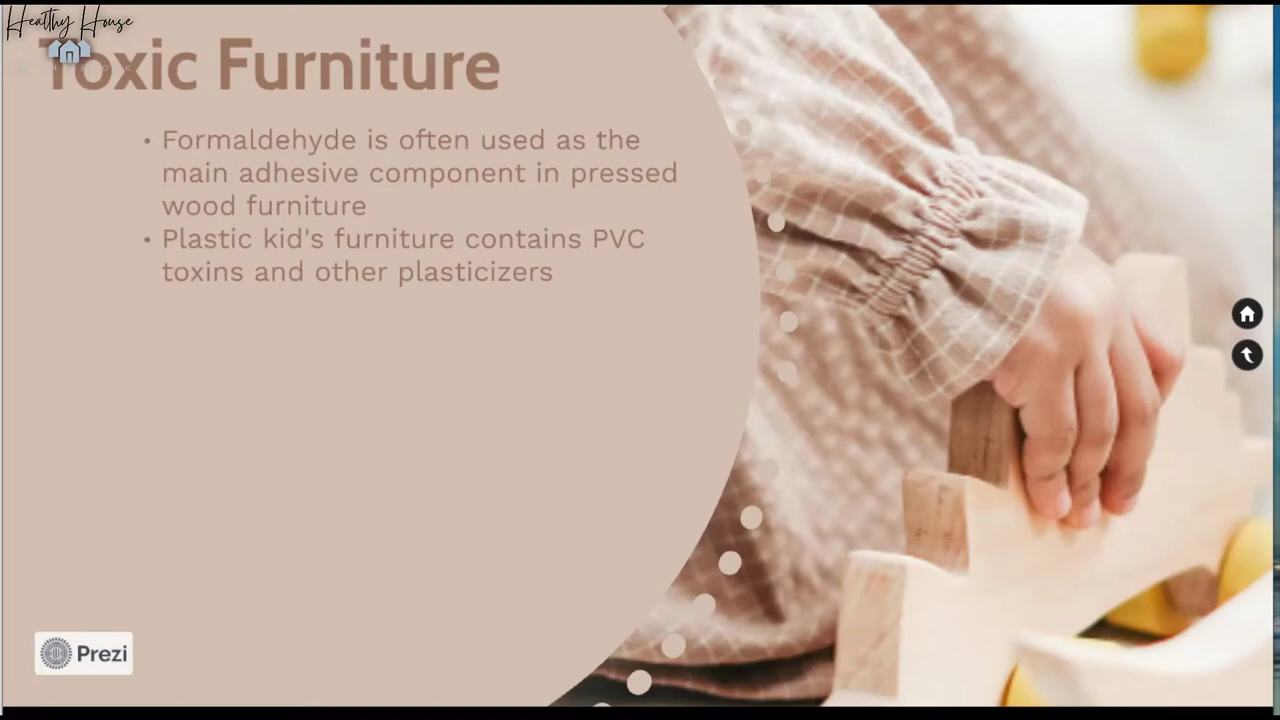 Healthy House
Toxic Furniture
• Formaldehyde is often used as the
main adhesive component in pressed
wood furniture
• Plastic kid's furniture contains PVC
toxins and other plasticizers
Prezi